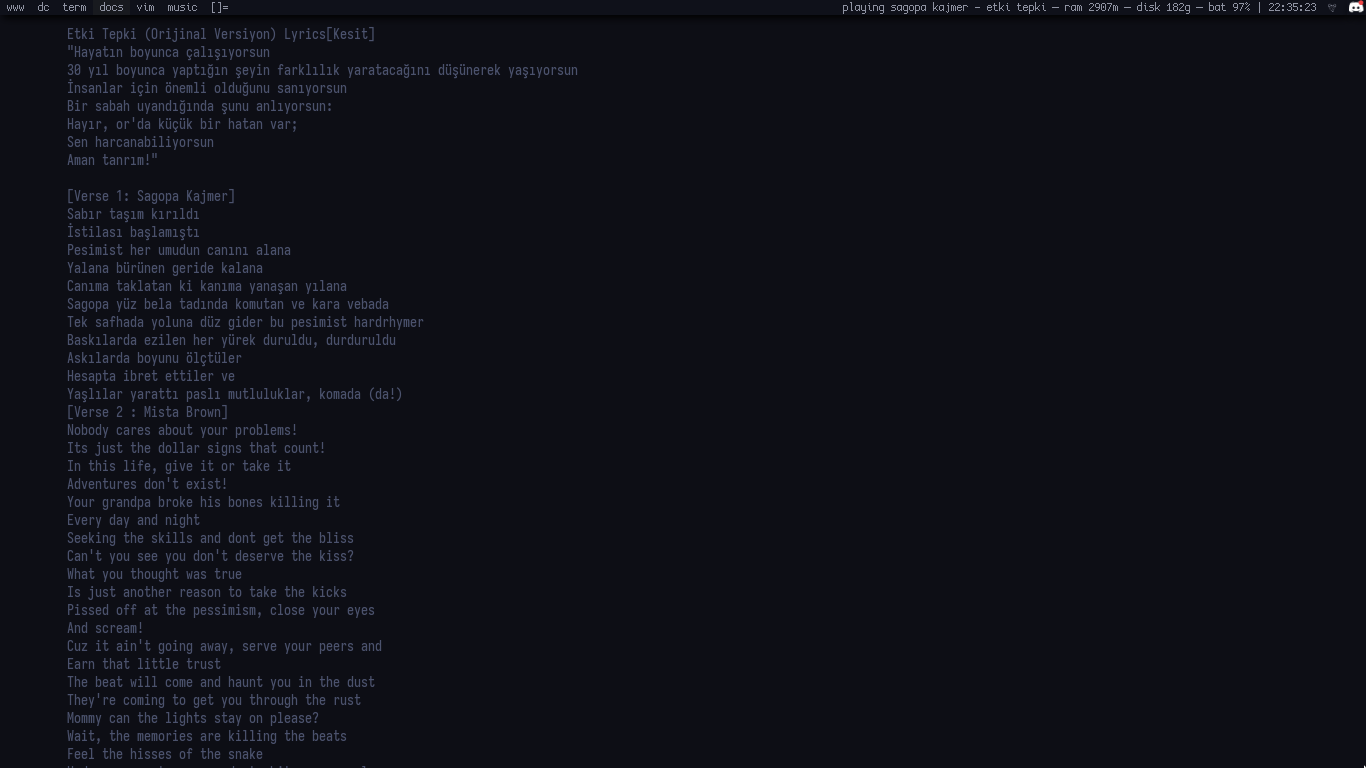 www dc term docs vim music []= playing sagopa kajmer - etki tepki — ram 2907m — disk 182g — bat 97% | 22:35:23
Etki Tepki (Orijinal Versiyon) Lyrics[Kesit]
"Hayatın boyunca çalışıyorsun
30 yıl boyunca yaptığın şeyin farklılık yaratacağını düşünerek yaşıyorsun
İnsanlar için önemli olduğunu sanıyorsun
Bir sabah uyandığında şunu anlıyorsun:
Hayır, or'da küçük bir hatan var;
Sen harcanabiliyorsun
Aman tanrım!"
[Verse 1: Sagopa Kajmer]
Sabır taşım kırıldı
İstilası başlamıştı
Pesimist her umudun canını alana
Yalana bürünen geride kalana
Canıma taklatan ki kanıma yanaşan yılana
Sagopa yüz bela tadında komutan ve kara vebada
Tek safhada yoluna düz gider bu pesimist hardrhymer
Baskılarda ezilen her yürek duruldu, durduruldu
Askılarda boyunu ölçtüler
Hesapta ibret ettiler ve
Yaşlılar yarattı paslı mutluluklar, komada (da!)
[Verse 2 : Mista Brown]
Nobody cares about your problems!
Its just the dollar signs that count!
In this life, give it or take it
Adventures don't exist!
Your grandpa broke his bones killing it
Every day and night
Seeking the skills and dont get the bliss
Can't you see you don't deserve the kiss?
What you thought was true
Is just another reason to take the kicks
Pissed off at the pessimism, close your eyes
And scream!
Cuz it ain't going away, serve your peers and
Earn that little trust
The beat will come and haunt you in the dust
They're coming to get you through the rust
Mommy can the lights stay on please?
Wait, the memories are killing the beats
Feel the hisses of the snake